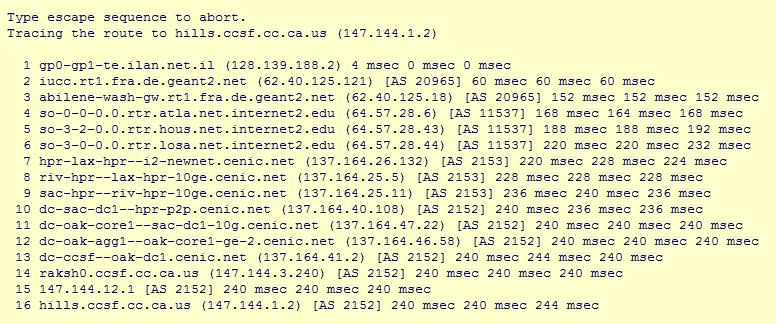 Type escape sequence to abort.
Tracing the route to hills.ccsf.cc.ca.us (147.144.1.2)
1 gp0-gp1-te.ilan.net.il (128.139.188.2) 4 msec 0 msec 0 msec
2 iucc.rt1.fra.de.geant2.net (62.40.125.121) [AS 20965] 60 msec 60 msec 60 msec
3 abilene-wash-gw.rt1.fra.de.geant2.net (62.40.125.18) [AS 20965] 152 msec 152 msec 152 msec
4 so-0-0-0.0.rtr.atla.net.internet2.edu (64.57.28.6) [AS 11537] 168 msec 164 msec 168 msec
5 so-3-2-0.0.rtr.hous.net.internet2.edu (64.57.28.43) [AS 11537] 188 msec 188 msec 192 msec
6 so-3-0-0.0.rtr.losa.net.internet2.edu (64.57.28.44) [AS 11537] 220 msec 220 msec 232 msec
7 hpr-lax-hpr--i2-newnet.cenic.net (137.164.26.132) [AS 2153] 220 msec 228 msec 224 msec
8 riv-hpr--lax-hpr-10ge.cenic.net (137.164.25.5) [AS 2153] 228 msec 228 msec 228 msec
9 sac-hpr--riv-hpr-10ge.cenic.net (137.164.25.11) [AS 2153] 236 msec 240 msec 236 msec
10 dc-sac-dc1--hpr-p2p.cenic.net (137.164.40.108) [AS 2152] 240 msec 236 msec 236 msec
11 dc-oak-core1--sac-dc1-10g.cenic.net (137.164.47.22) [AS 2152] 240 msec 240 msec 240 msec
12 dc-oak-agg1--oak-core1-ge-2.cenic.net (137.164.46.58) [AS 2152] 240 msec 240 msec 240 msec
13 dc-ccsf--oak-dc1.cenic.net (137.164.41.2) [AS 2152] 240 msec 244 msec 240 msec
14 raksh0.ccsf.cc.ca.us (147.144.3.240) [AS 2152] 240 msec 240 msec 240 msec
15 147.144.12.1 [AS 2152] 240 msec 240 msec 240 msec
16 hills.ccsf.cc.ca.us (147.144.1.2) [AS 2152] 240 msec 240 msec 244 msec